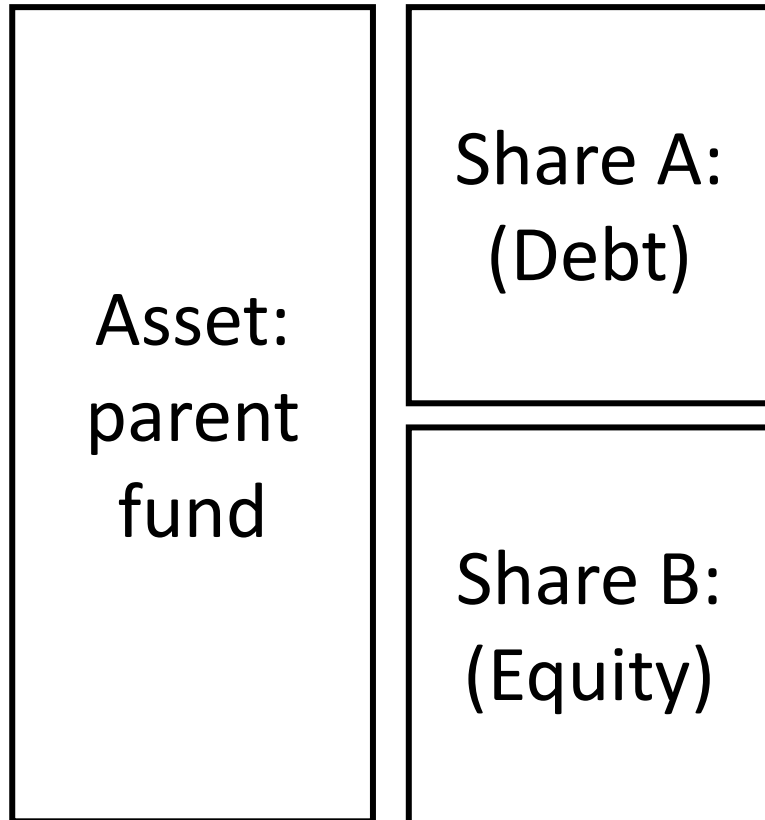 Asset:
parent
fund
Share A:
(Debt)
Share B:
(Equity)